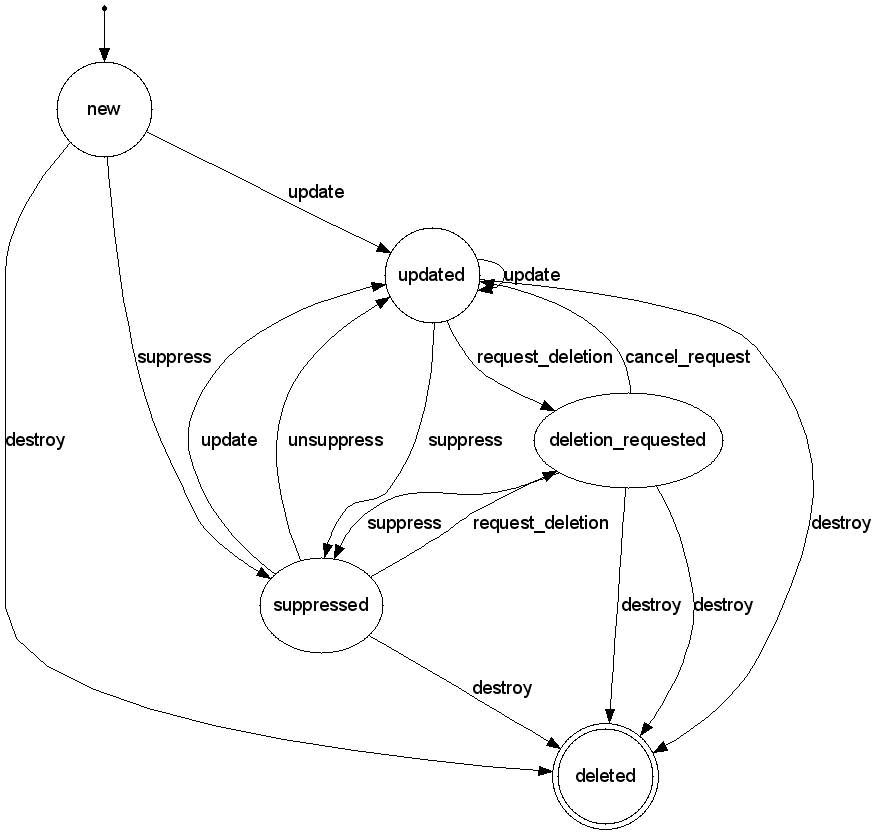 new
update
updated
update
suppress
request_deletion
cancel_request
destroy
update
unsuppress
suppress
deletion_requested
suppress
request_deletion
destroy
suppressed
destroy
destroy
destroy
deleted